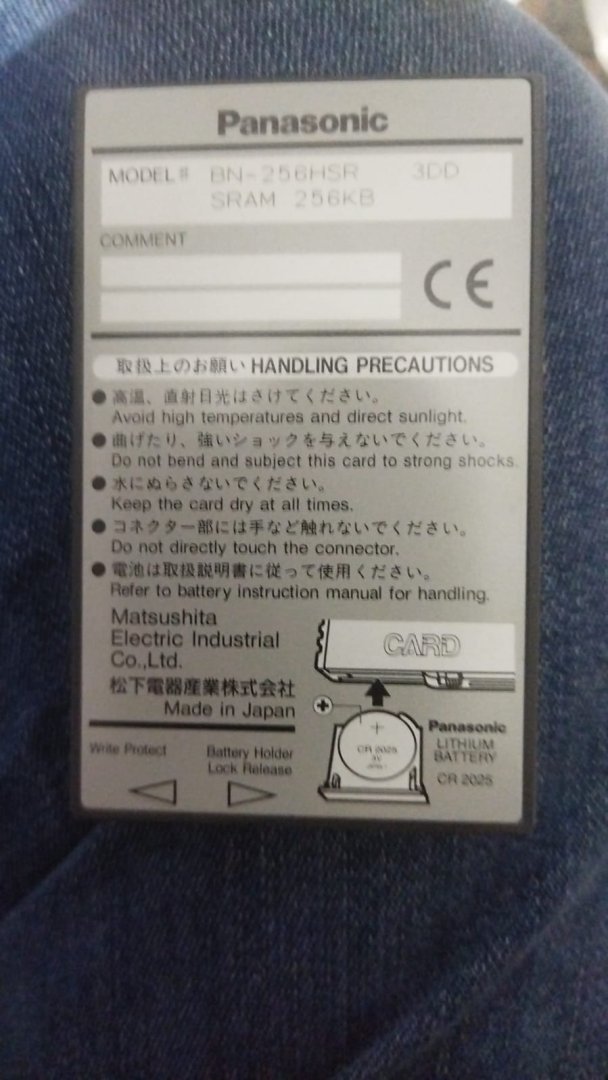 Panasonic
MODEL# BN-256HSR 3DD
SRAM 256KB
COMMENT
CE
取扱上のお願い HANDLING PRECAUTIONS
● 高温、直射日光はさけてください。
Avoid high temperatures and direct sunlight.
● 曲げたり、強いショックを与えないでください。
Do not bend and subject this card to strong shocks.
● 水にぬらさないでください。
Keep the card dry at all times.
● コネクター部には手など触れないでください。
Do not directly touch the connector.
● 電池は取扱説明書に従って使用ください。
Refer to battery instruction manual for handling.
Matsushita
Electric Industrial
Co.,Ltd.
松下電器産業株式会社
Made in Japan
CARD
+
+
CR 2025
3V
Panasonic
LITHIUM
BATTERY
CR 2025
Write Protect
Battery Holder
Lock Release